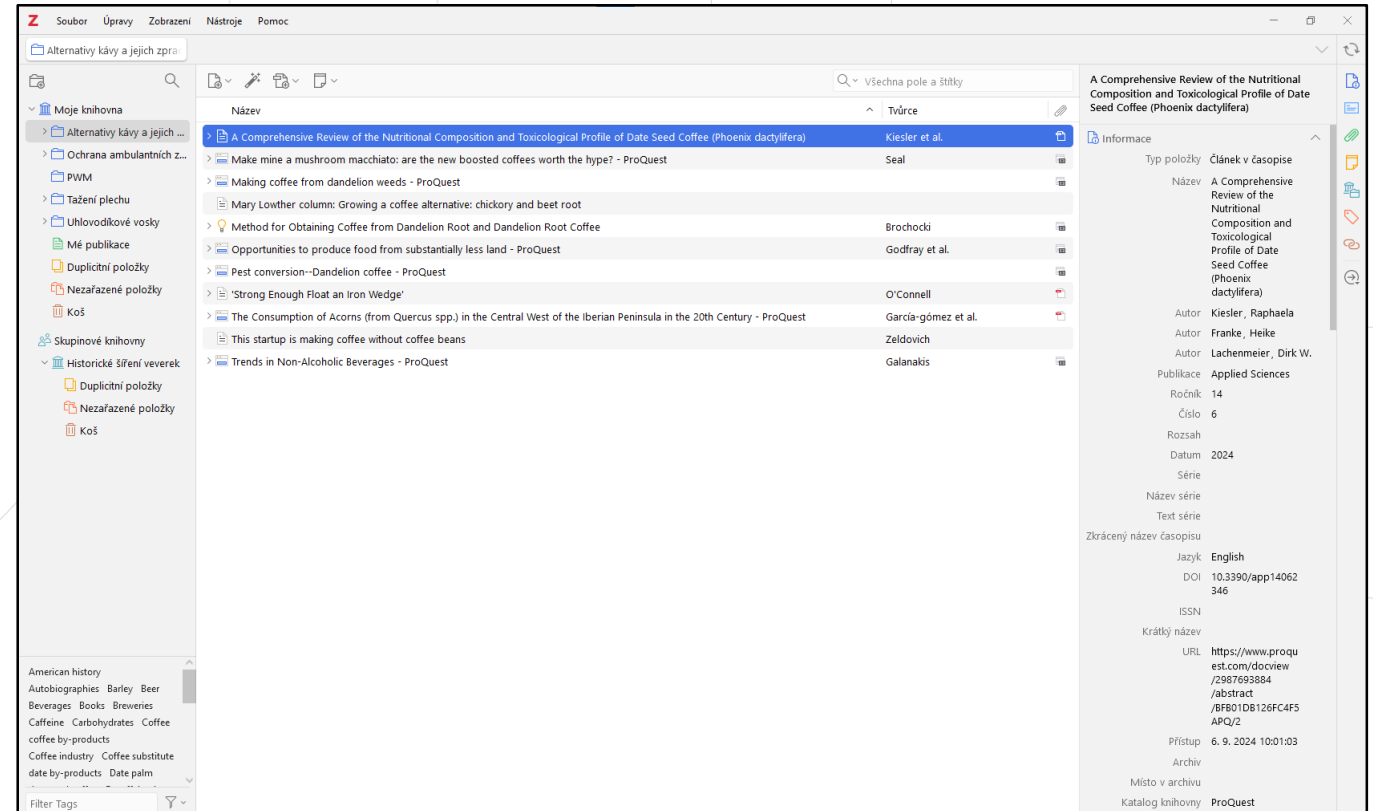 Z Soubor Úpravy Zobrazení Nástroje Pomoc
Alternativy kávy a jejich zpra
Moje knihovna
Alternativy kávy a jejich ...
Ochrana ambulantních z...
PWM
Tažení plechu
Uhlovodíkové vosky
Mé publikace
Duplicitní položky
Nezařazené položky
Koš
Skupinové knihovny
Historické šíření veverek
Duplicitní položky
Nezařazené položky
Koš
American history
Autobiographies Barley Beer
Beverages Books Breweries
Caffeine Carbohydrates Coffee
coffee by-products
Coffee industry Coffee substitute
date by-products Date palm
Filter Tags
Všechna pole a štítky
Název Tvůrce
A Comprehensive Review of the Nutritional Composition and Toxicological Profile of Date Seed Coffee (Phoenix dactylifera) Kiesler et al.
Make mine a mushroom macchiato: are the new boosted coffees worth the hype? - ProQuest Seal
Making coffee from dandelion weeds - ProQuest
Mary Lowther column: Growing a coffee alternative: chickory and beet root
Method for Obtaining Coffee from Dandelion Root and Dandelion Root Coffee Brochocki
Opportunities to produce food from substantially less land - ProQuest Godfray et al.
Pest conversion--Dandelion coffee - ProQuest
'Strong Enough Float an Iron Wedge' O'Connell
The Consumption of Acorns (from Quercus spp.) in the Central West of the Iberian Peninsula in the 20th Century - ProQuest García-gómez et al.
This startup is making coffee without coffee beans Zeldovich
Trends in Non-Alcoholic Beverages - ProQuest Galanakis
A Comprehensive Review of the Nutritional
Composition and Toxicological Profile of Date
Seed Coffee (Phoenix dactylifera)
Informace
Typ položky Článek v časopise
Název A Comprehensive
Review of the
Nutritional
Composition and
Toxicological
Profile of Date
Seed Coffee
(Phoenix
dactylifera)
Autor Kiesler, Raphaela
Autor Franke, Heike
Autor Lachenmeier, Dirk W.
Publikace Applied Sciences
Ročník 14
Číslo 6
Rozsah
Datum 2024
Série
Název série
Text série
Zkrácený název časopisu
Jazyk English
DOI 10.3390/app14062
346
ISSN
Krátký název
URL https://www.proqu
est.com/docview
/2987693884
/abstract
/BFB01DB126FC4F5
APQ/2
Přístup 6. 9. 2024 10:01:03
Archiv
Místo v archivu
Katalog knihovny ProQuest